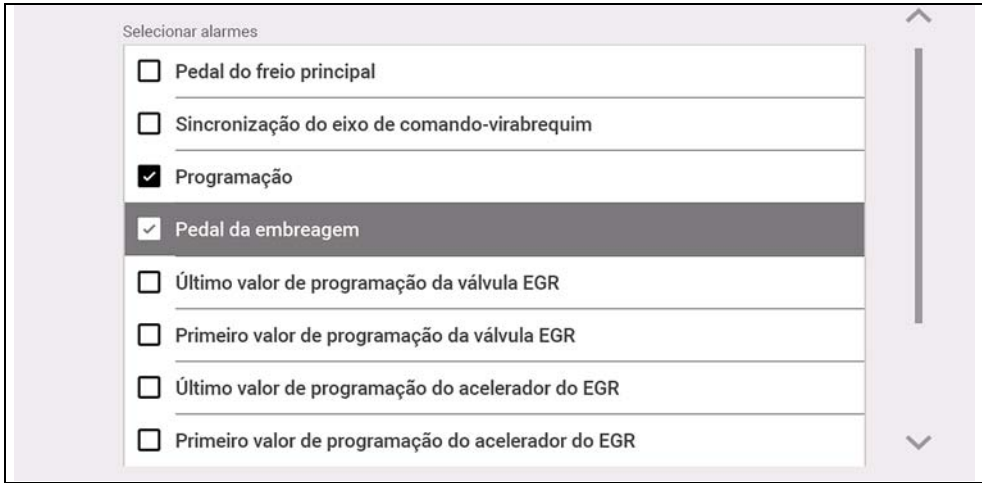 Selecionar alarmes
Pedal do freio principal
Sincronização do eixo de comando-virabrequim
Programação
Pedal da embreagem
Último valor de programação da válvula EGR
Primeiro valor de programação da válvula EGR
Último valor de programação do acelerador do EGR
Primeiro valor de programação do acelerador do EGR